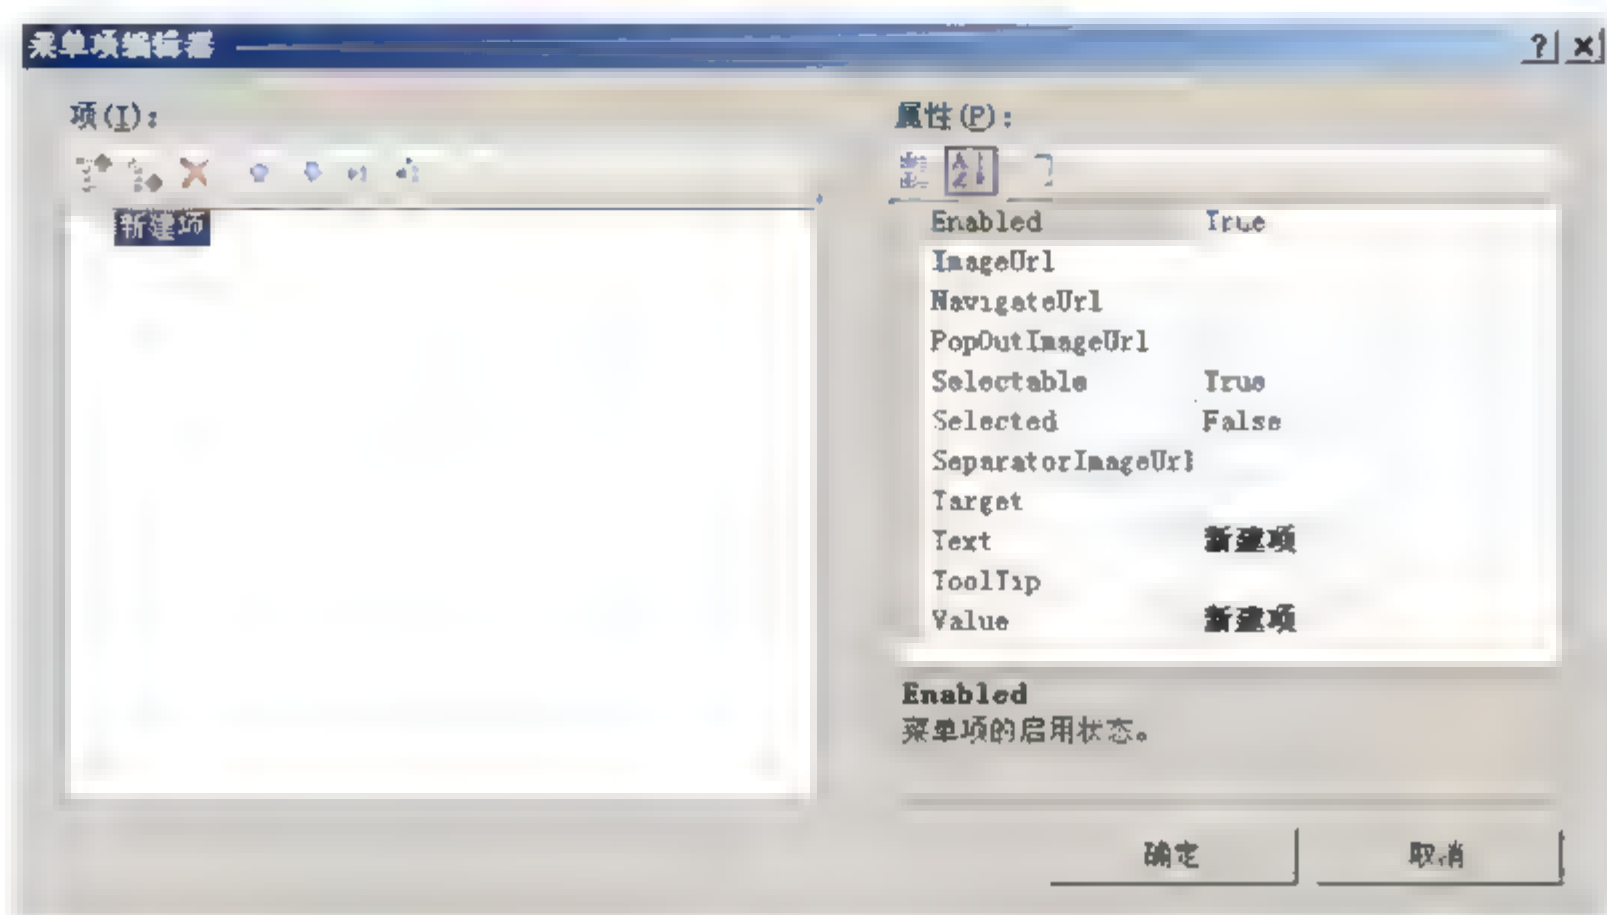 菜单项编辑器
项(I):
新建项
属性(P):
Enabled True
ImageUrl
NavigateUrl
PopOutImageUrl
Selectable True
Selected False
SeparatorImageUrl
Target
Text 新建项
ToolTip
Value 新建项
Enabled
菜单项的启用状态。
确定 取消